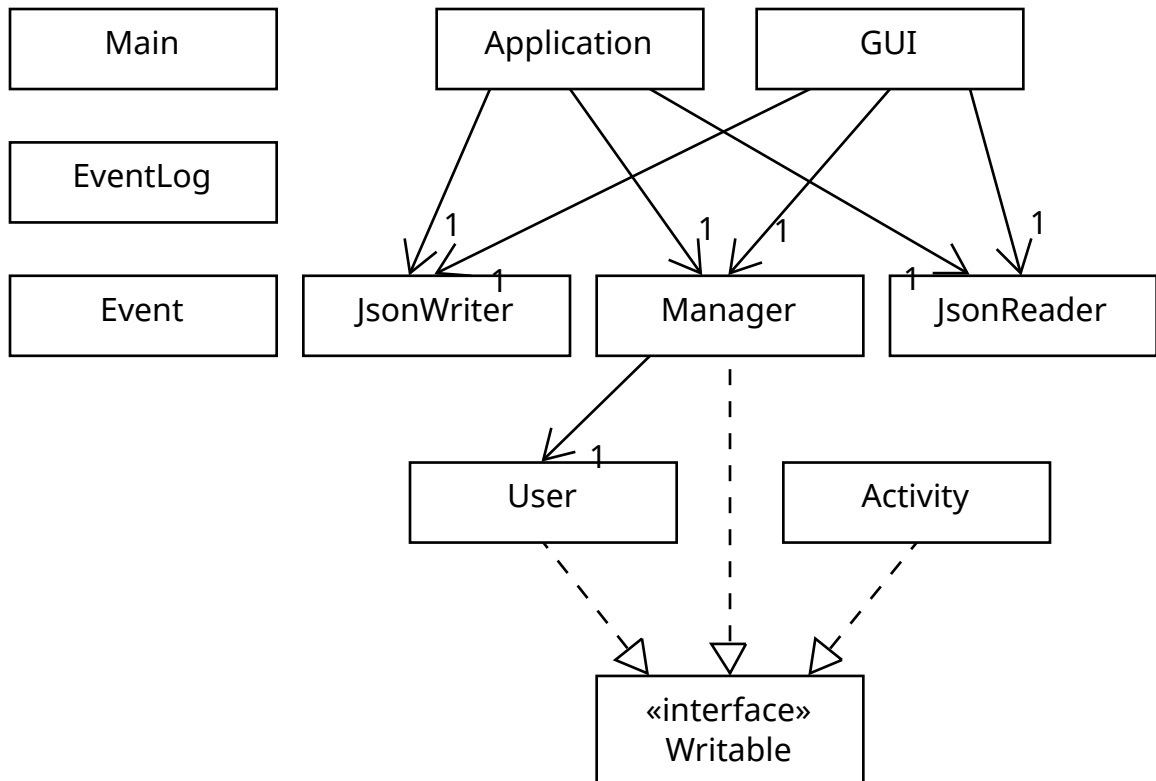 Main
Application
GUI
EventLog
1
1
1
1
Event
JsonWriter
1
Manager
1
JsonReader
1
User
Activity
«interface»
Writable